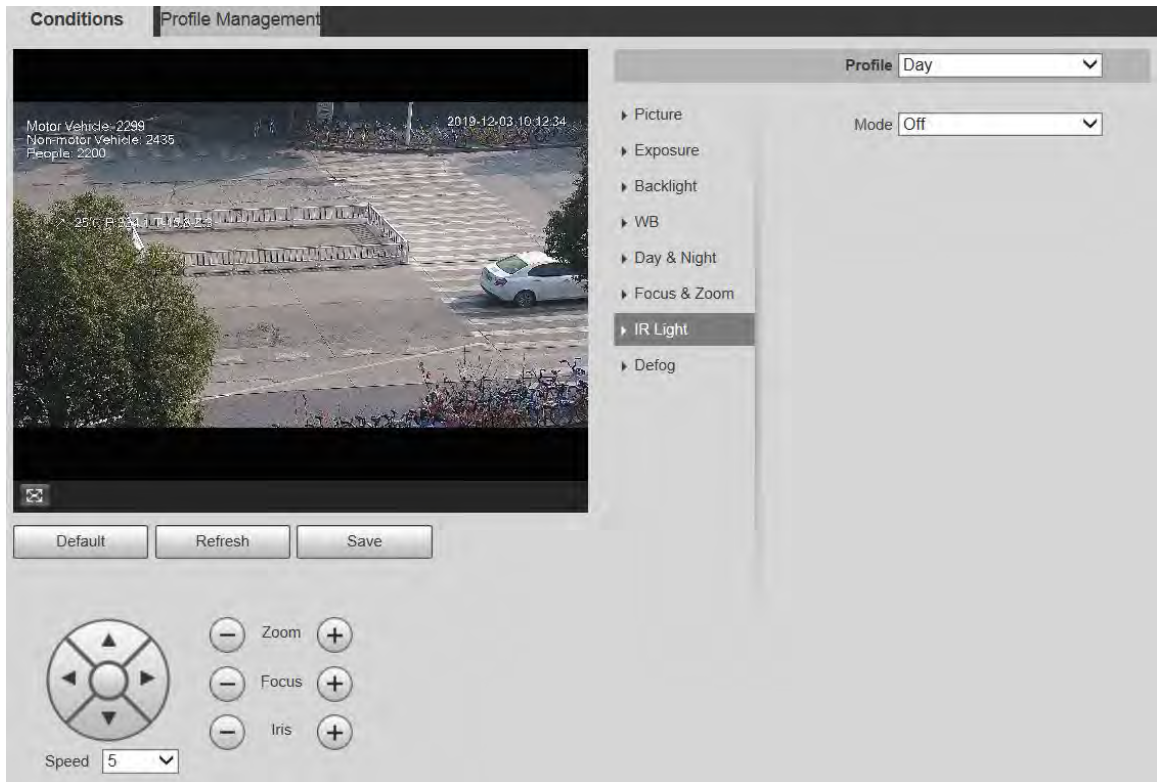 Conditions
Profile Management
Profile Day
Motor Vehicle: 2299
Non-motor Vehicle: 2435
People: 2200
2019-12-03 10:12:34
Picture
Exposure
Backlight
WB
Day & Night
Focus & Zoom
IR Light
Defog
Mode Off
Default
Refresh
Save
Zoom
Focus
Iris
Speed 5